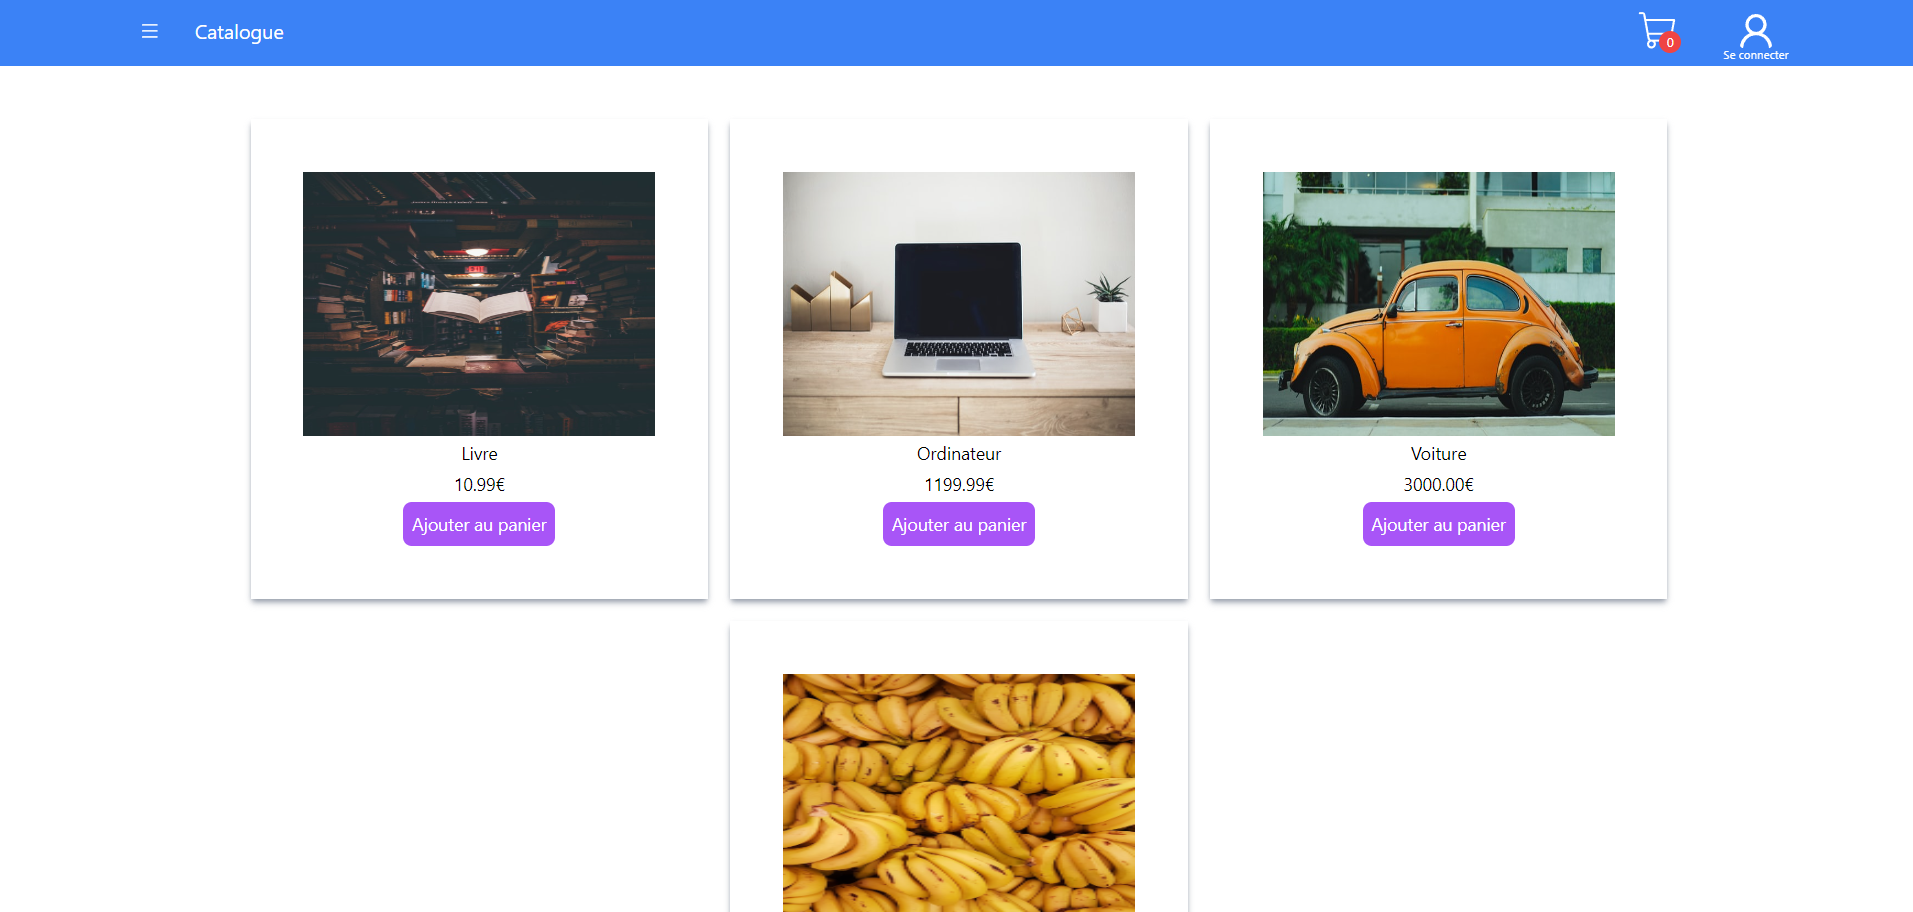 Catalogue
0
Se connecter
Livre
10.99€
Ajouter au panier
Ordinateur
1199.99€
Ajouter au panier
Voiture
3000.00€
Ajouter au panier